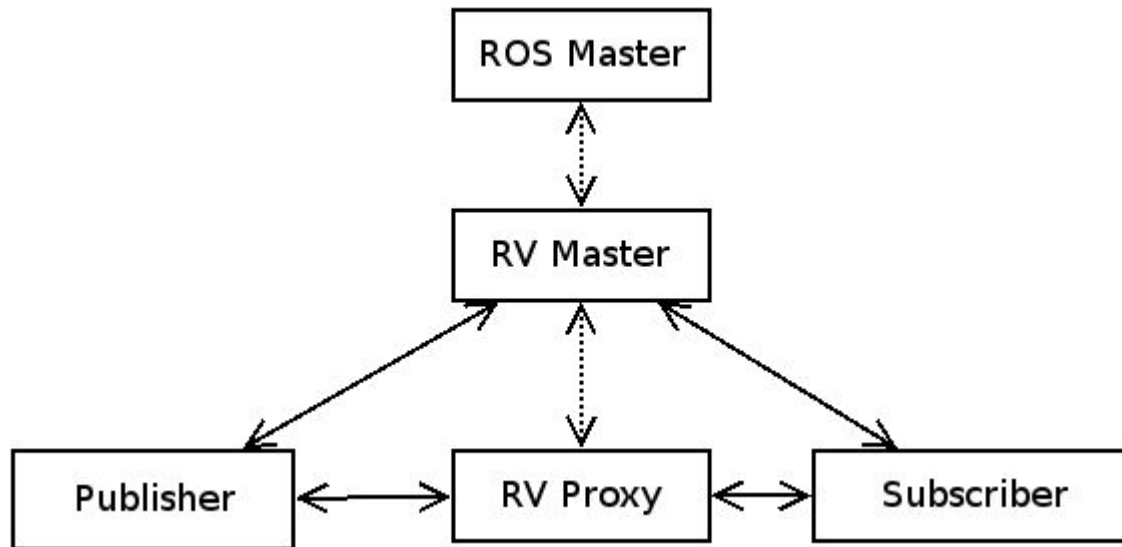 ROS Master
RV Master
Publisher
RV Proxy
Subscriber